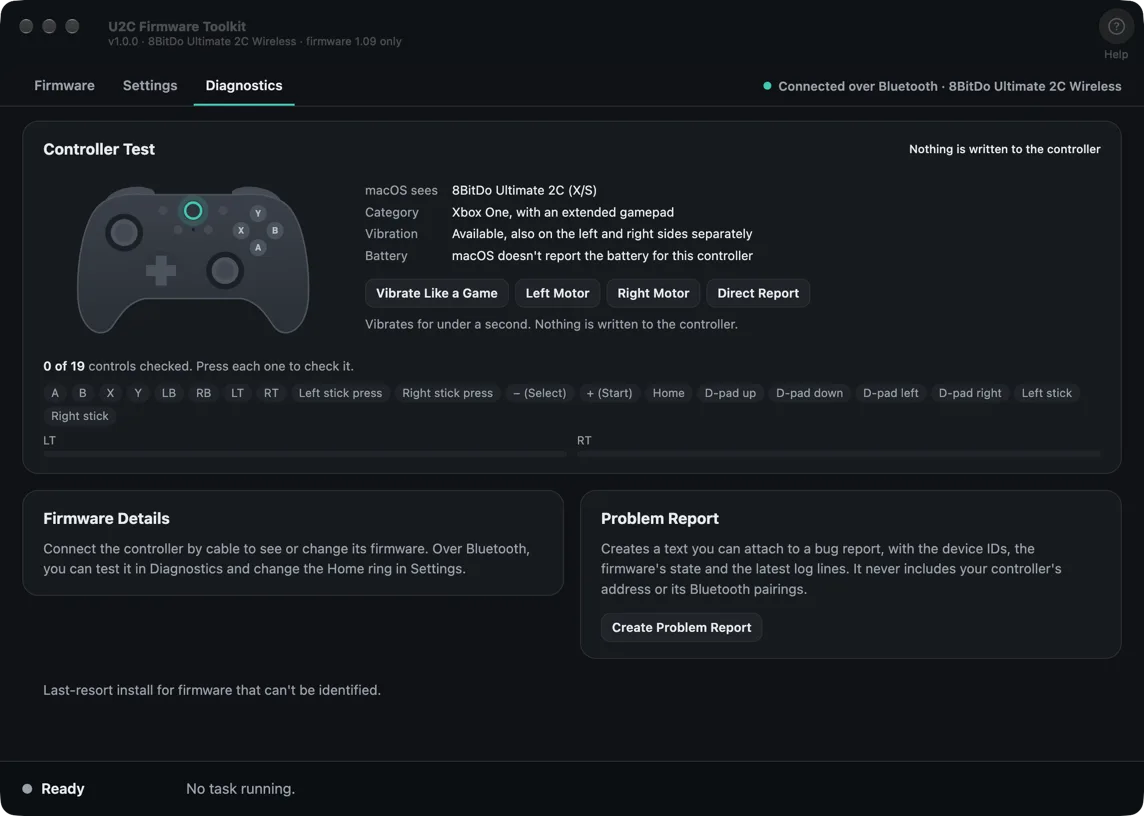 U2C Firmware Toolkit
v1.0.0 · 8BitDo Ultimate 2C Wireless · firmware 1.09 only
?
Help
Firmware
Settings
Diagnostics
Connected over Bluetooth · 8BitDo Ultimate 2C Wireless
Controller Test
Nothing is written to the controller
Y
X
B
A
macOS sees 8BitDo Ultimate 2C (X/S)
Category Xbox One, with an extended gamepad
Vibration Available, also on the left and right sides separately
Battery macOS doesn't report the battery for this controller
Vibrate Like a Game
Left Motor
Right Motor
Direct Report
Vibrates for under a second. Nothing is written to the controller.
0 of 19 controls checked. Press each one to check it.
A B X Y LB RB LT RT Left stick press Right stick press − (Select) + (Start) Home D-pad up D-pad down D-pad left D-pad right Left stick
Right stick
LT
RT
Firmware Details
Connect the controller by cable to see or change its firmware. Over Bluetooth,
you can test it in Diagnostics and change the Home ring in Settings.
Problem Report
Creates a text you can attach to a bug report, with the device IDs, the
firmware's state and the latest log lines. It never includes your controller's
address or its Bluetooth pairings.
Create Problem Report
Last-resort install for firmware that can't be identified.
Ready
No task running.